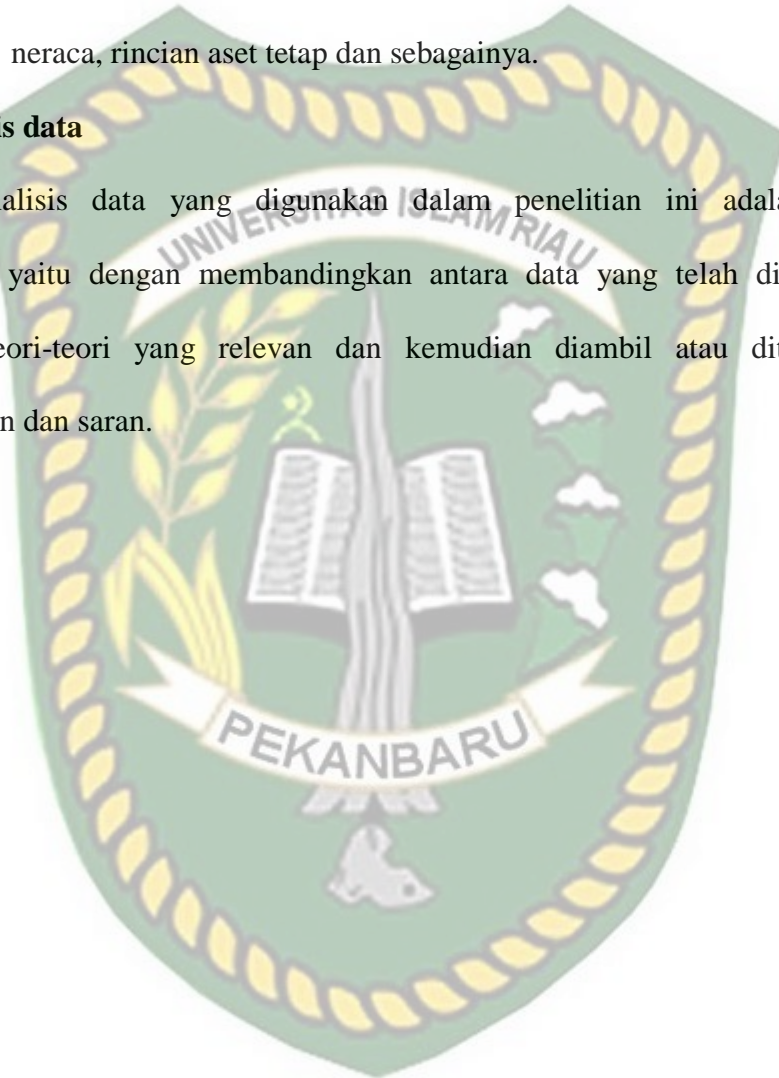 neraca, rincian aset tetap dan sebagainya.
is data
alisis data yang digunakan dalam penelitian ini adala
yaitu dengan membandingkan antara data yang telah di
eori-teori yang relevan dan kemudian diambil atau dit
n dan saran.
UNIVERSITAS ISLAM RIAU
PEKANBARU